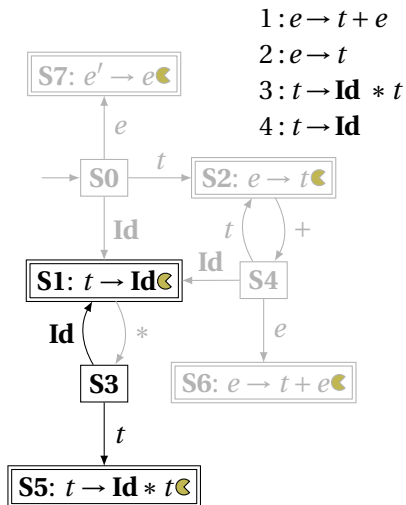 1 : e → t + e
2 : e → t
3 : t → Id * t
4 : t → Id
S7: e′ → e
e
S0
t
S2: e → t
Id
t
+
Id
S1: t → Id
S4
Id
*
e
S3
S6: e → t + e
t
S5: t → Id * t